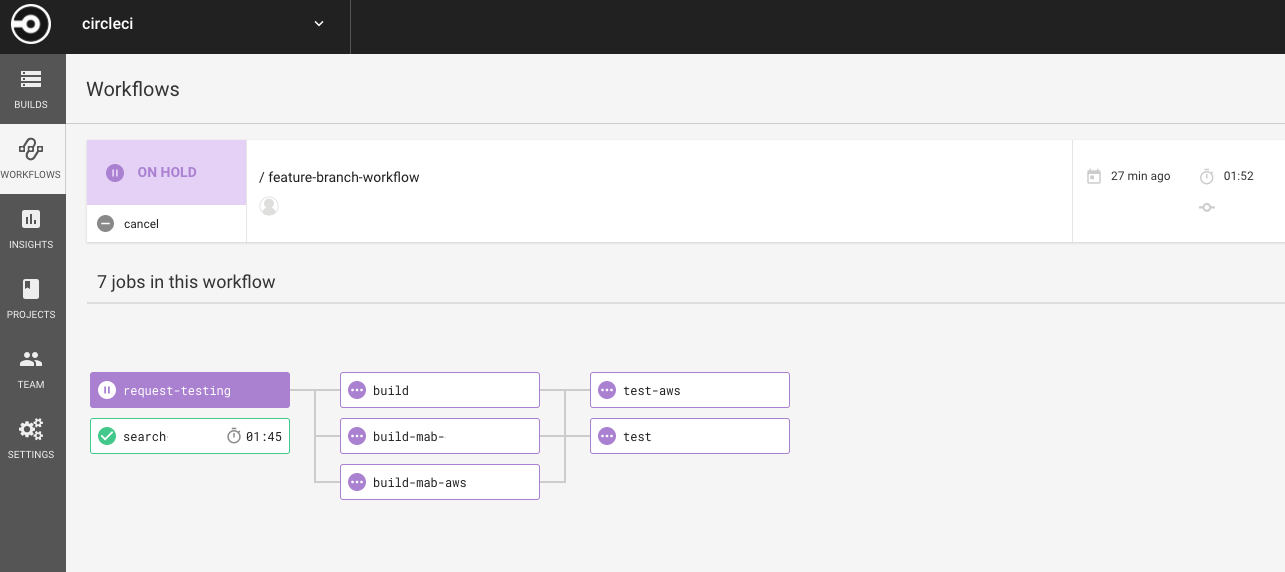 circleci
BUILDS
WORKFLOWS
INSIGHTS
PROJECTS
TEAM
SETTINGS
Workflows
ON HOLD
cancel
/ feature-branch-workflow
27 min ago
01:52
7 jobs in this workflow
request-testing
build
test-aws
search
01:45
build-mab-
test
build-mab-aws